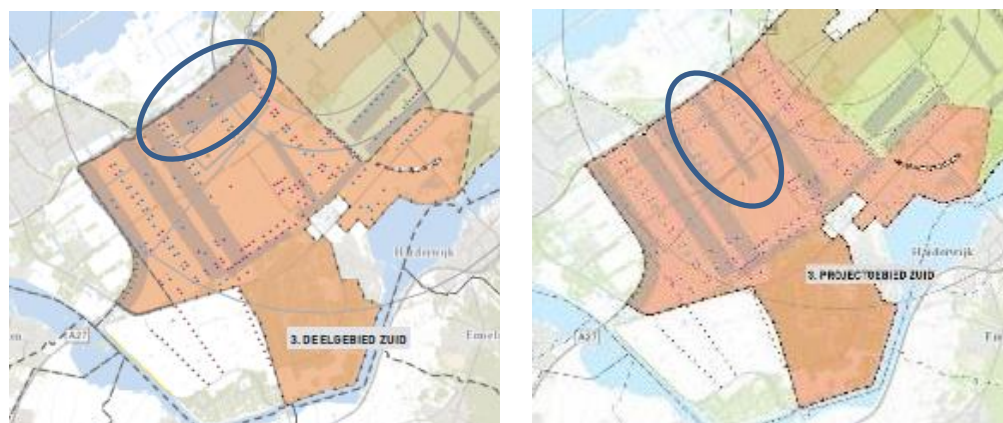 Harderwijk
A27
3. DEELGEBIED ZUID
Harderwijk
3. PROJECTGEBIED ZUID
A27